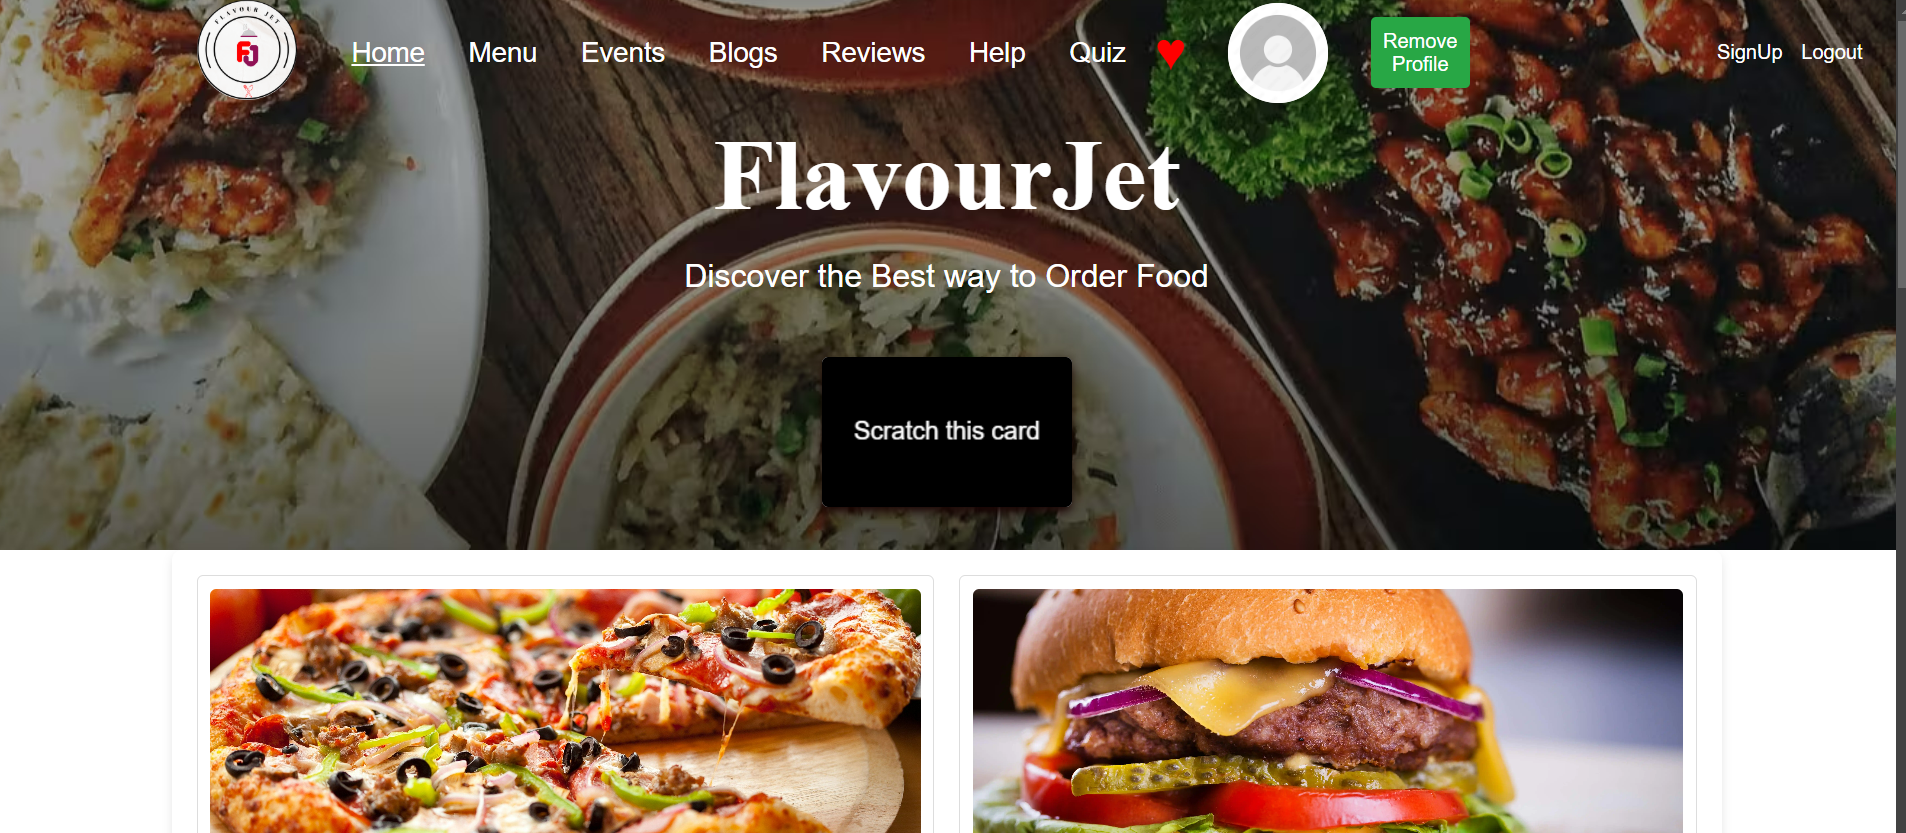 FLAVOUR JET
FJ
Home
Menu
Events
Blogs
Reviews
Help
Quiz
Remove
Profile
SignUp
Logout
FlavourJet
Discover the Best way to Order Food
Scratch this card